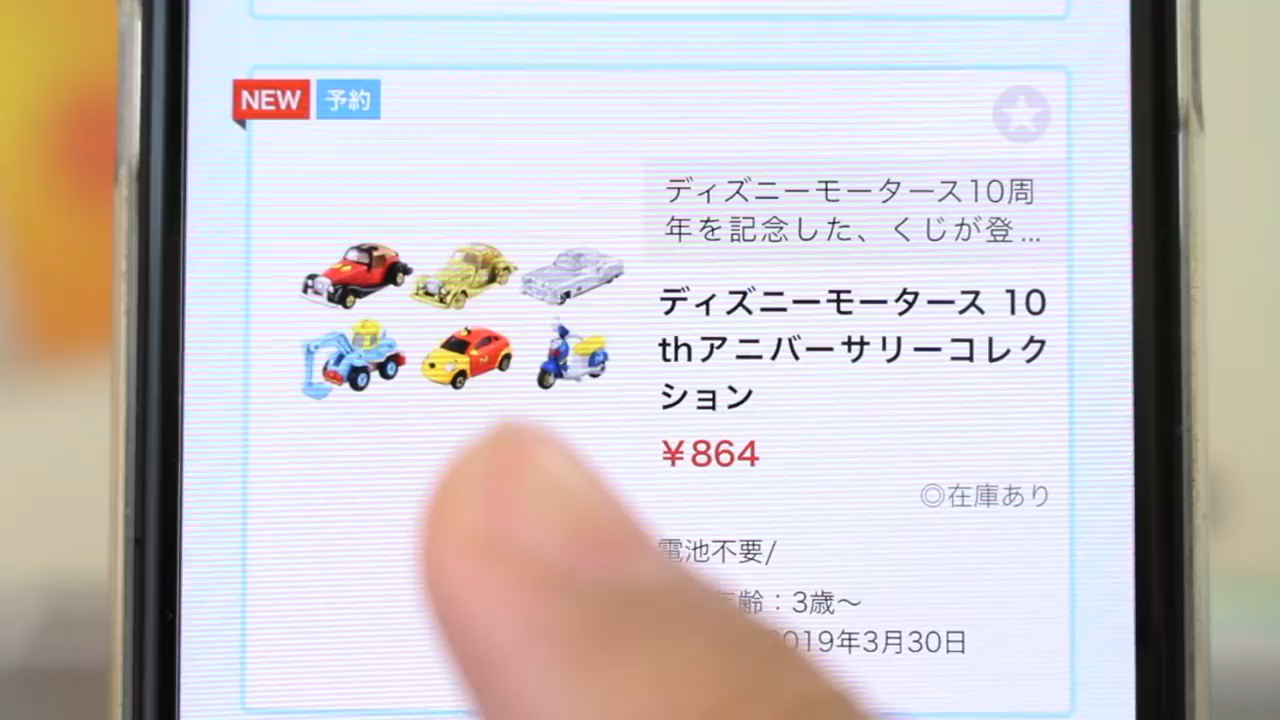 NEW 予約
ディズニーモータース10周
年を記念した、くじが登...
ディズニーモータース 10
thアニバーサリーコレク
ション
¥864
◎在庫あり
電池不要/
齢：3歳〜
2019年3月30日